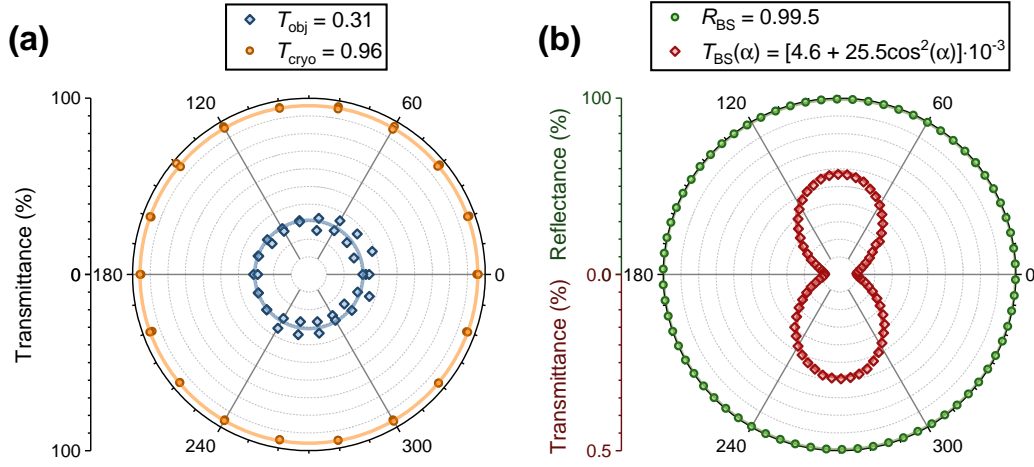 (a)
T_obj = 0.31
T_cryo = 0.96
(b)
R_BS = 0.99.5
T_BS(α) = [4.6 + 25.5cos²(α)]·10⁻³
100
0
100
Transmittance (%)
120
60
180
0
240
300
100
0.0
0.5
Reflectance (%)
Transmittance (%)
120
60
180
0
240
300